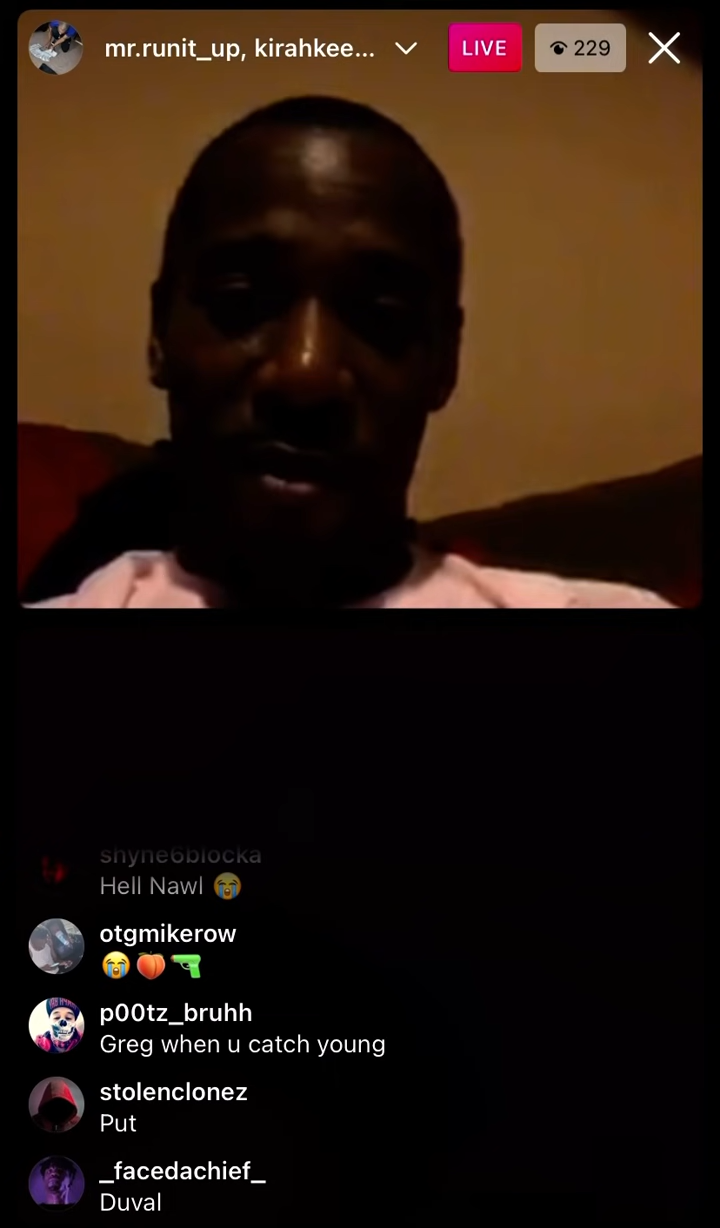 mr.runit_up, kirahkee...
LIVE
229
shyne6blocka
Hell Nawl 😭
otgmikerow
😭🍑🔫
p00tz_bruhh
Greg when u catch young
stolenclonez
Put
_facedachief_
Duval